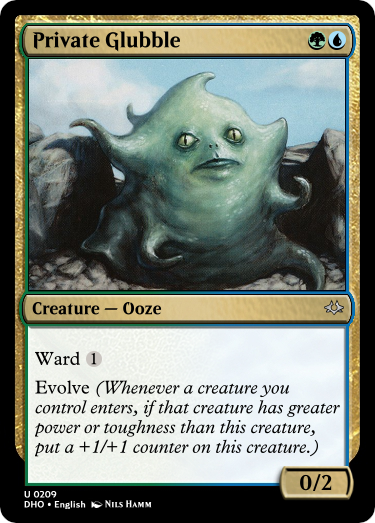 Private Glubble
Creature — Ooze
Ward 1
Evolve (Whenever a creature you
control enters, if that creature has greater
power or toughness than this creature,
put a +1/+1 counter on this creature.)
0/2
U 0209
DHO • English NILS HAMM